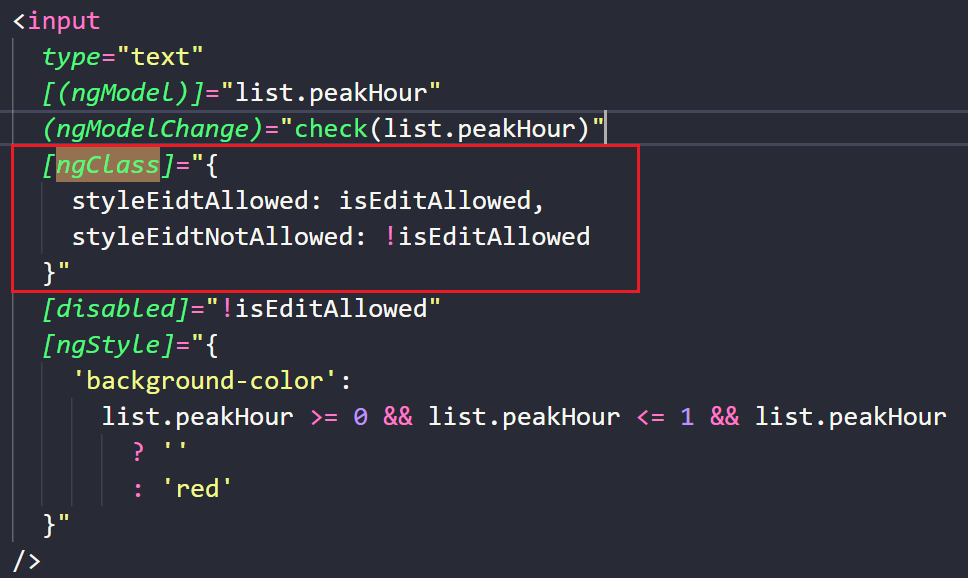 <input
type="text"
[(ngModel)]="list.peakHour"
(ngModelChange)="check(list.peakHour)"
[ngClass]="{
styleEidtAllowed: isEditAllowed,
styleEidtNotAllowed: !isEditAllowed
}"
[disabled]="!isEditAllowed"
[ngStyle]="{
'background-color':
list.peakHour >= 0 && list.peakHour <= 1 && list.peakHour
? ''
: 'red'
}"
/>